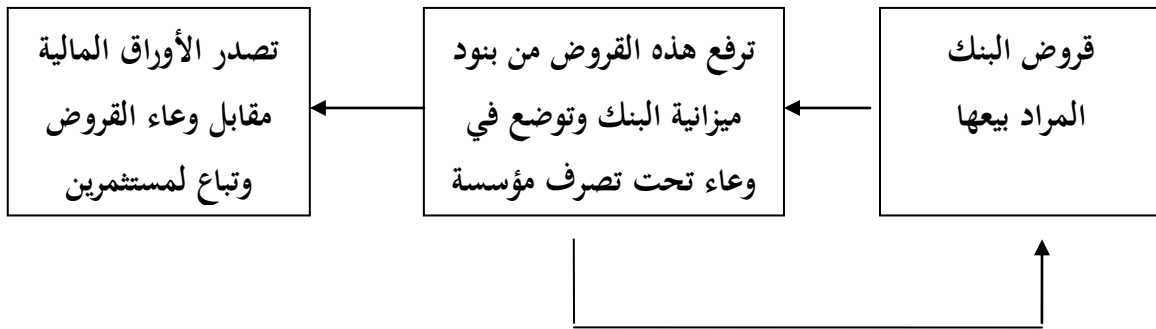 قروض البنك
المراد بيعها
ترفع هذه القروض من بنود
ميزانية البنك وتوضع في
وعاء تحت تصرف مؤسسة
تصدر الأوراق المالية
مقابل وعاء القروض
وتباع لمستثمرين